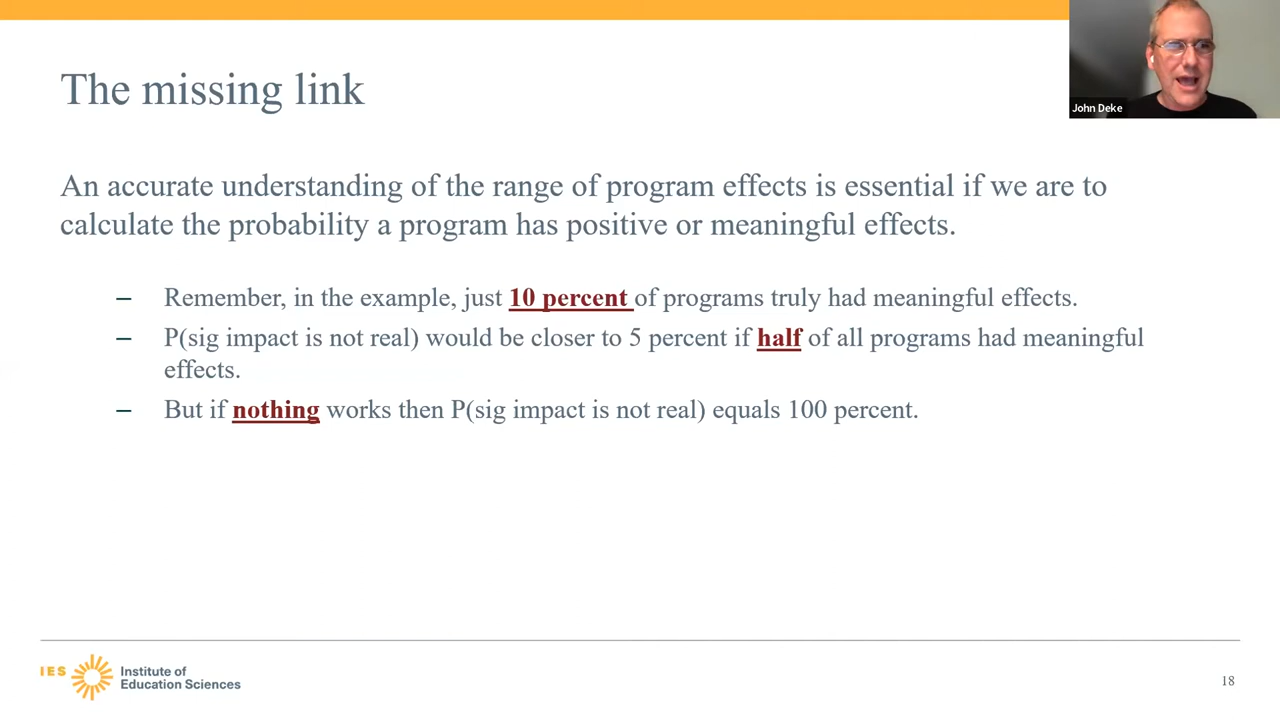 John Deke
The missing link
An accurate understanding of the range of program effects is essential if we are to
calculate the probability a program has positive or meaningful effects.
– Remember, in the example, just 10 percent of programs truly had meaningful effects.
– P(sig impact is not real) would be closer to 5 percent if half of all programs had meaningful
effects.
– But if nothing works then P(sig impact is not real) equals 100 percent.
IES
Institute of
Education Sciences
18